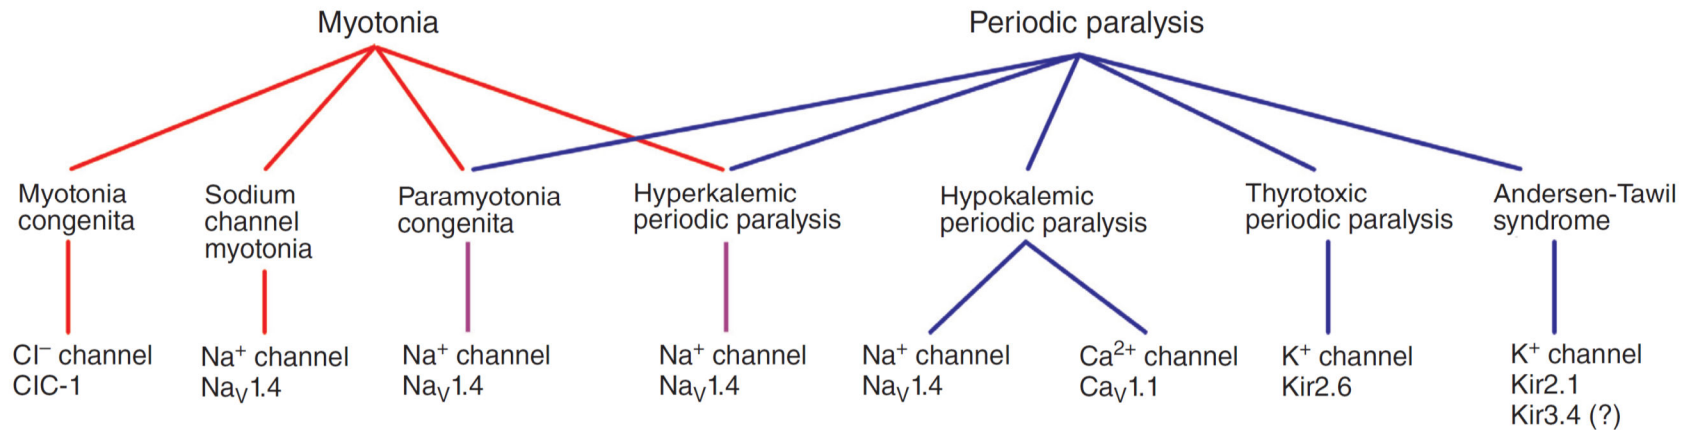 Myotonia
Periodic paralysis
Myotonia
congenita
Sodium
channel
myotonia
Paramyotonia
congenita
Hyperkalemic
periodic paralysis
Hypokalemic
periodic paralysis
Thyrotoxic
periodic paralysis
Andersen-Tawil
syndrome
Cl⁻ channel
ClC-1
Na⁺ channel
Naᵥ1.4
Na⁺ channel
Naᵥ1.4
Na⁺ channel
Naᵥ1.4
Na⁺ channel
Naᵥ1.4
Ca²⁺ channel
Caᵥ1.1
K⁺ channel
Kir2.6
K⁺ channel
Kir2.1
Kir3.4 (?)